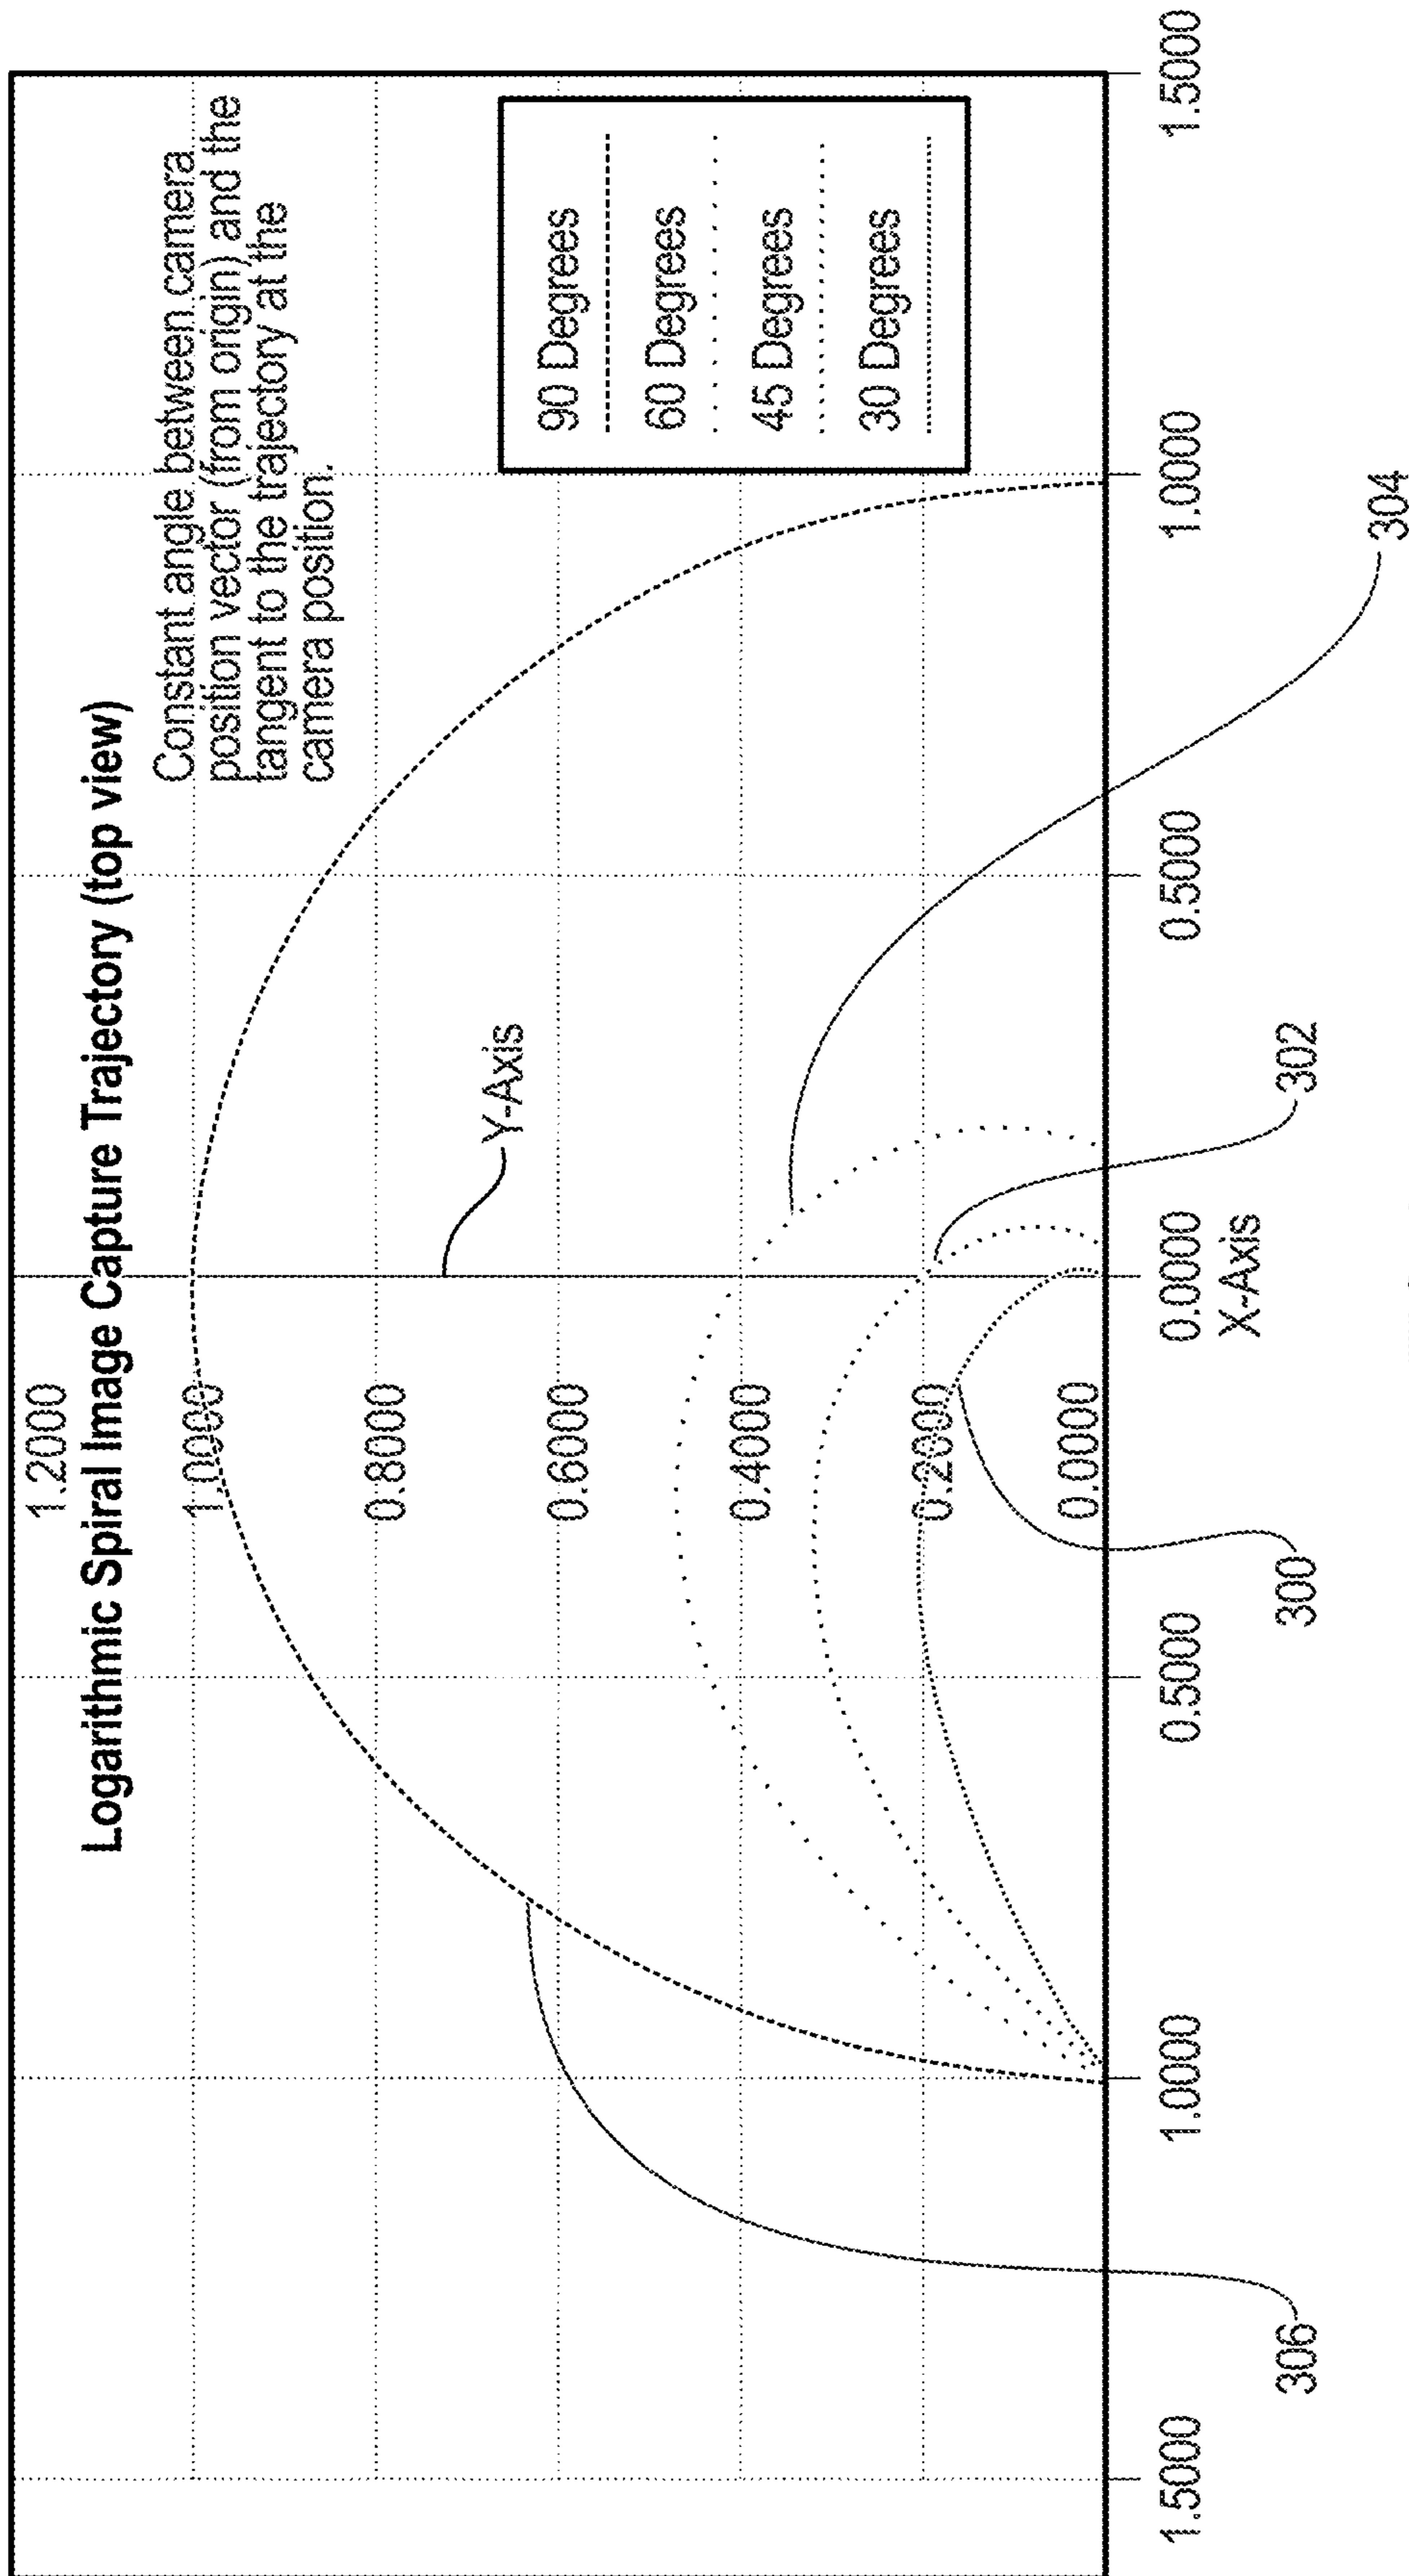 Logarithmic Spiral Image Capture Trajectory (top view)
Constant angle between camera
position vector (from origin) and the
tangent to the trajectory at the
camera position.
1.2000
1.0000
0.8000
0.6000
0.4000
0.2000
0.0000
Y-Axis
90 Degrees
60 Degrees
45 Degrees
30 Degrees
1.5000
1.0000
0.5000
0.0000
0.5000
1.0000
1.5000
X-Axis
306
300
302
304